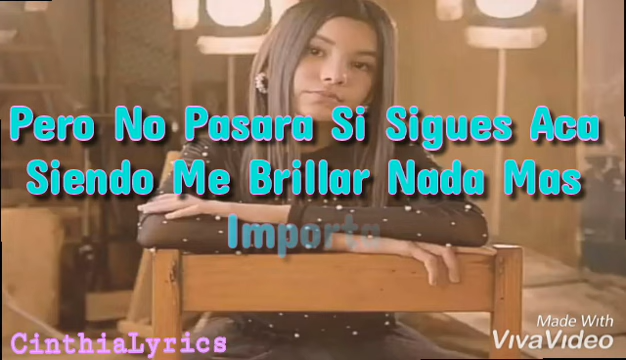 Pero No Pasara Si Sigues Aca
Siendo Me Brillar Nada Mas
Importa
CinthiaLyrics
Made With
VivaVideo